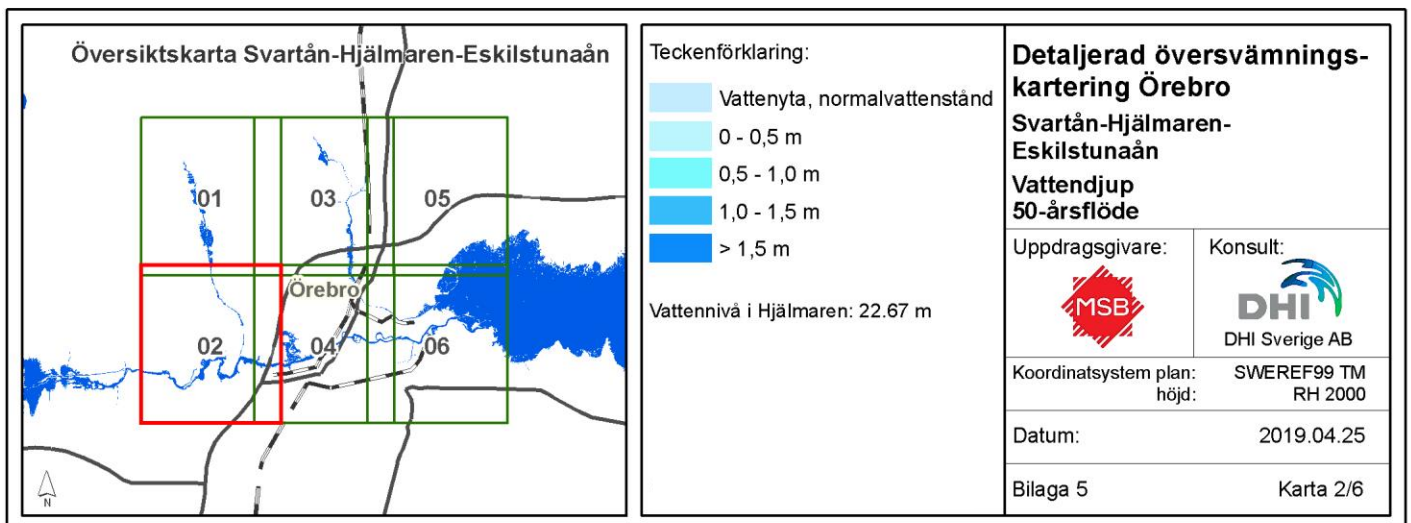 Översiktskarta Svartån-Hjälmaren-Eskilstunaån
01
03
05
Örebro
02
04
06
N
Teckenförklaring:
Vattenyta, normalvattenstånd
0 - 0,5 m
0,5 - 1,0 m
1,0 - 1,5 m
> 1,5 m
Vattennivå i Hjälmaren: 22.67 m
Detaljerad översvämnings-
kartering Örebro
Svartån-Hjälmaren-
Eskilstunaån
Vattendjup
50-årsflöde
Uppdragsgivare:
MSB
Konsult:
DHI
DHI Sverige AB
Koordinatsystem plan: SWEREF99 TM
höjd: RH 2000
Datum: 2019.04.25
Bilaga 5 Karta 2/6